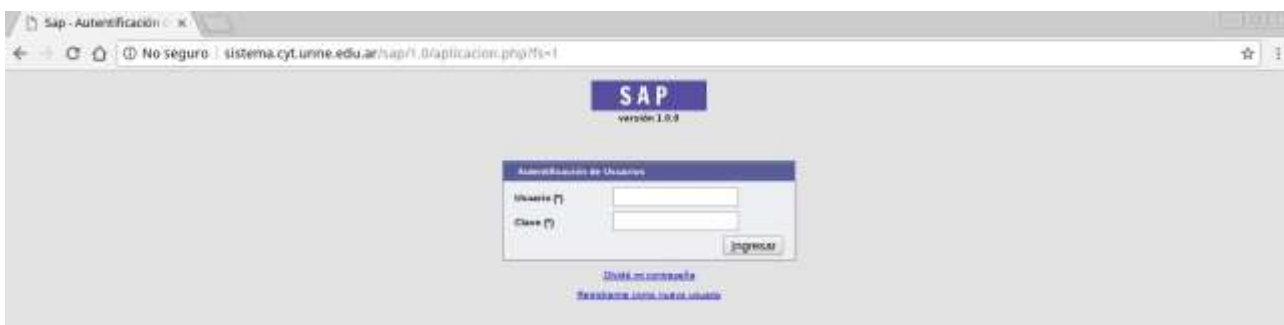 Sap - Autentificación
No seguro sistema.cyt.unne.edu.ar/sap/1.0/aplicacion.php?fs=1
SAP
versión 1.0.0
Autentificación de Usuarios
Usuario (*)
Clave (*)
Ingresar
Olvidé mi contraseña
Registrarme como nuevo usuario